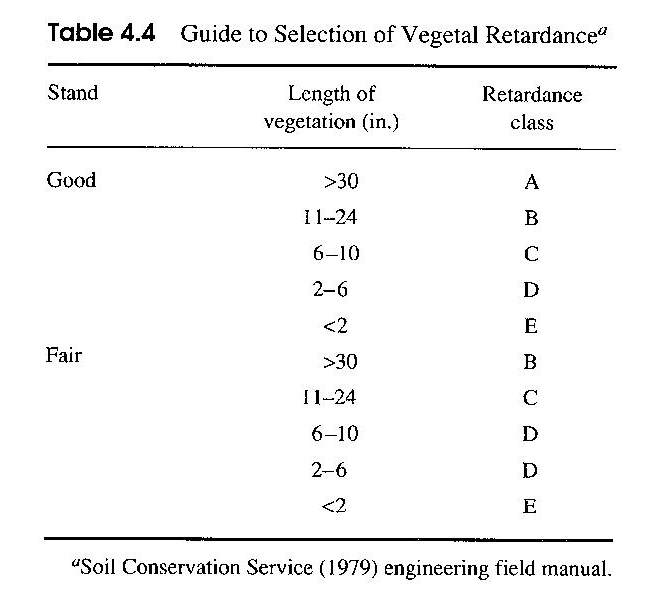 Table 4.4 Guide to Selection of Vegetal Retardanceᵃ
Stand Length of vegetation (in.) Retardance class
Good >30 A
11–24 B
6–10 C
2–6 D
<2 E
Fair >30 B
11–24 C
6–10 D
2–6 D
<2 E
ᵃSoil Conservation Service (1979) engineering field manual.